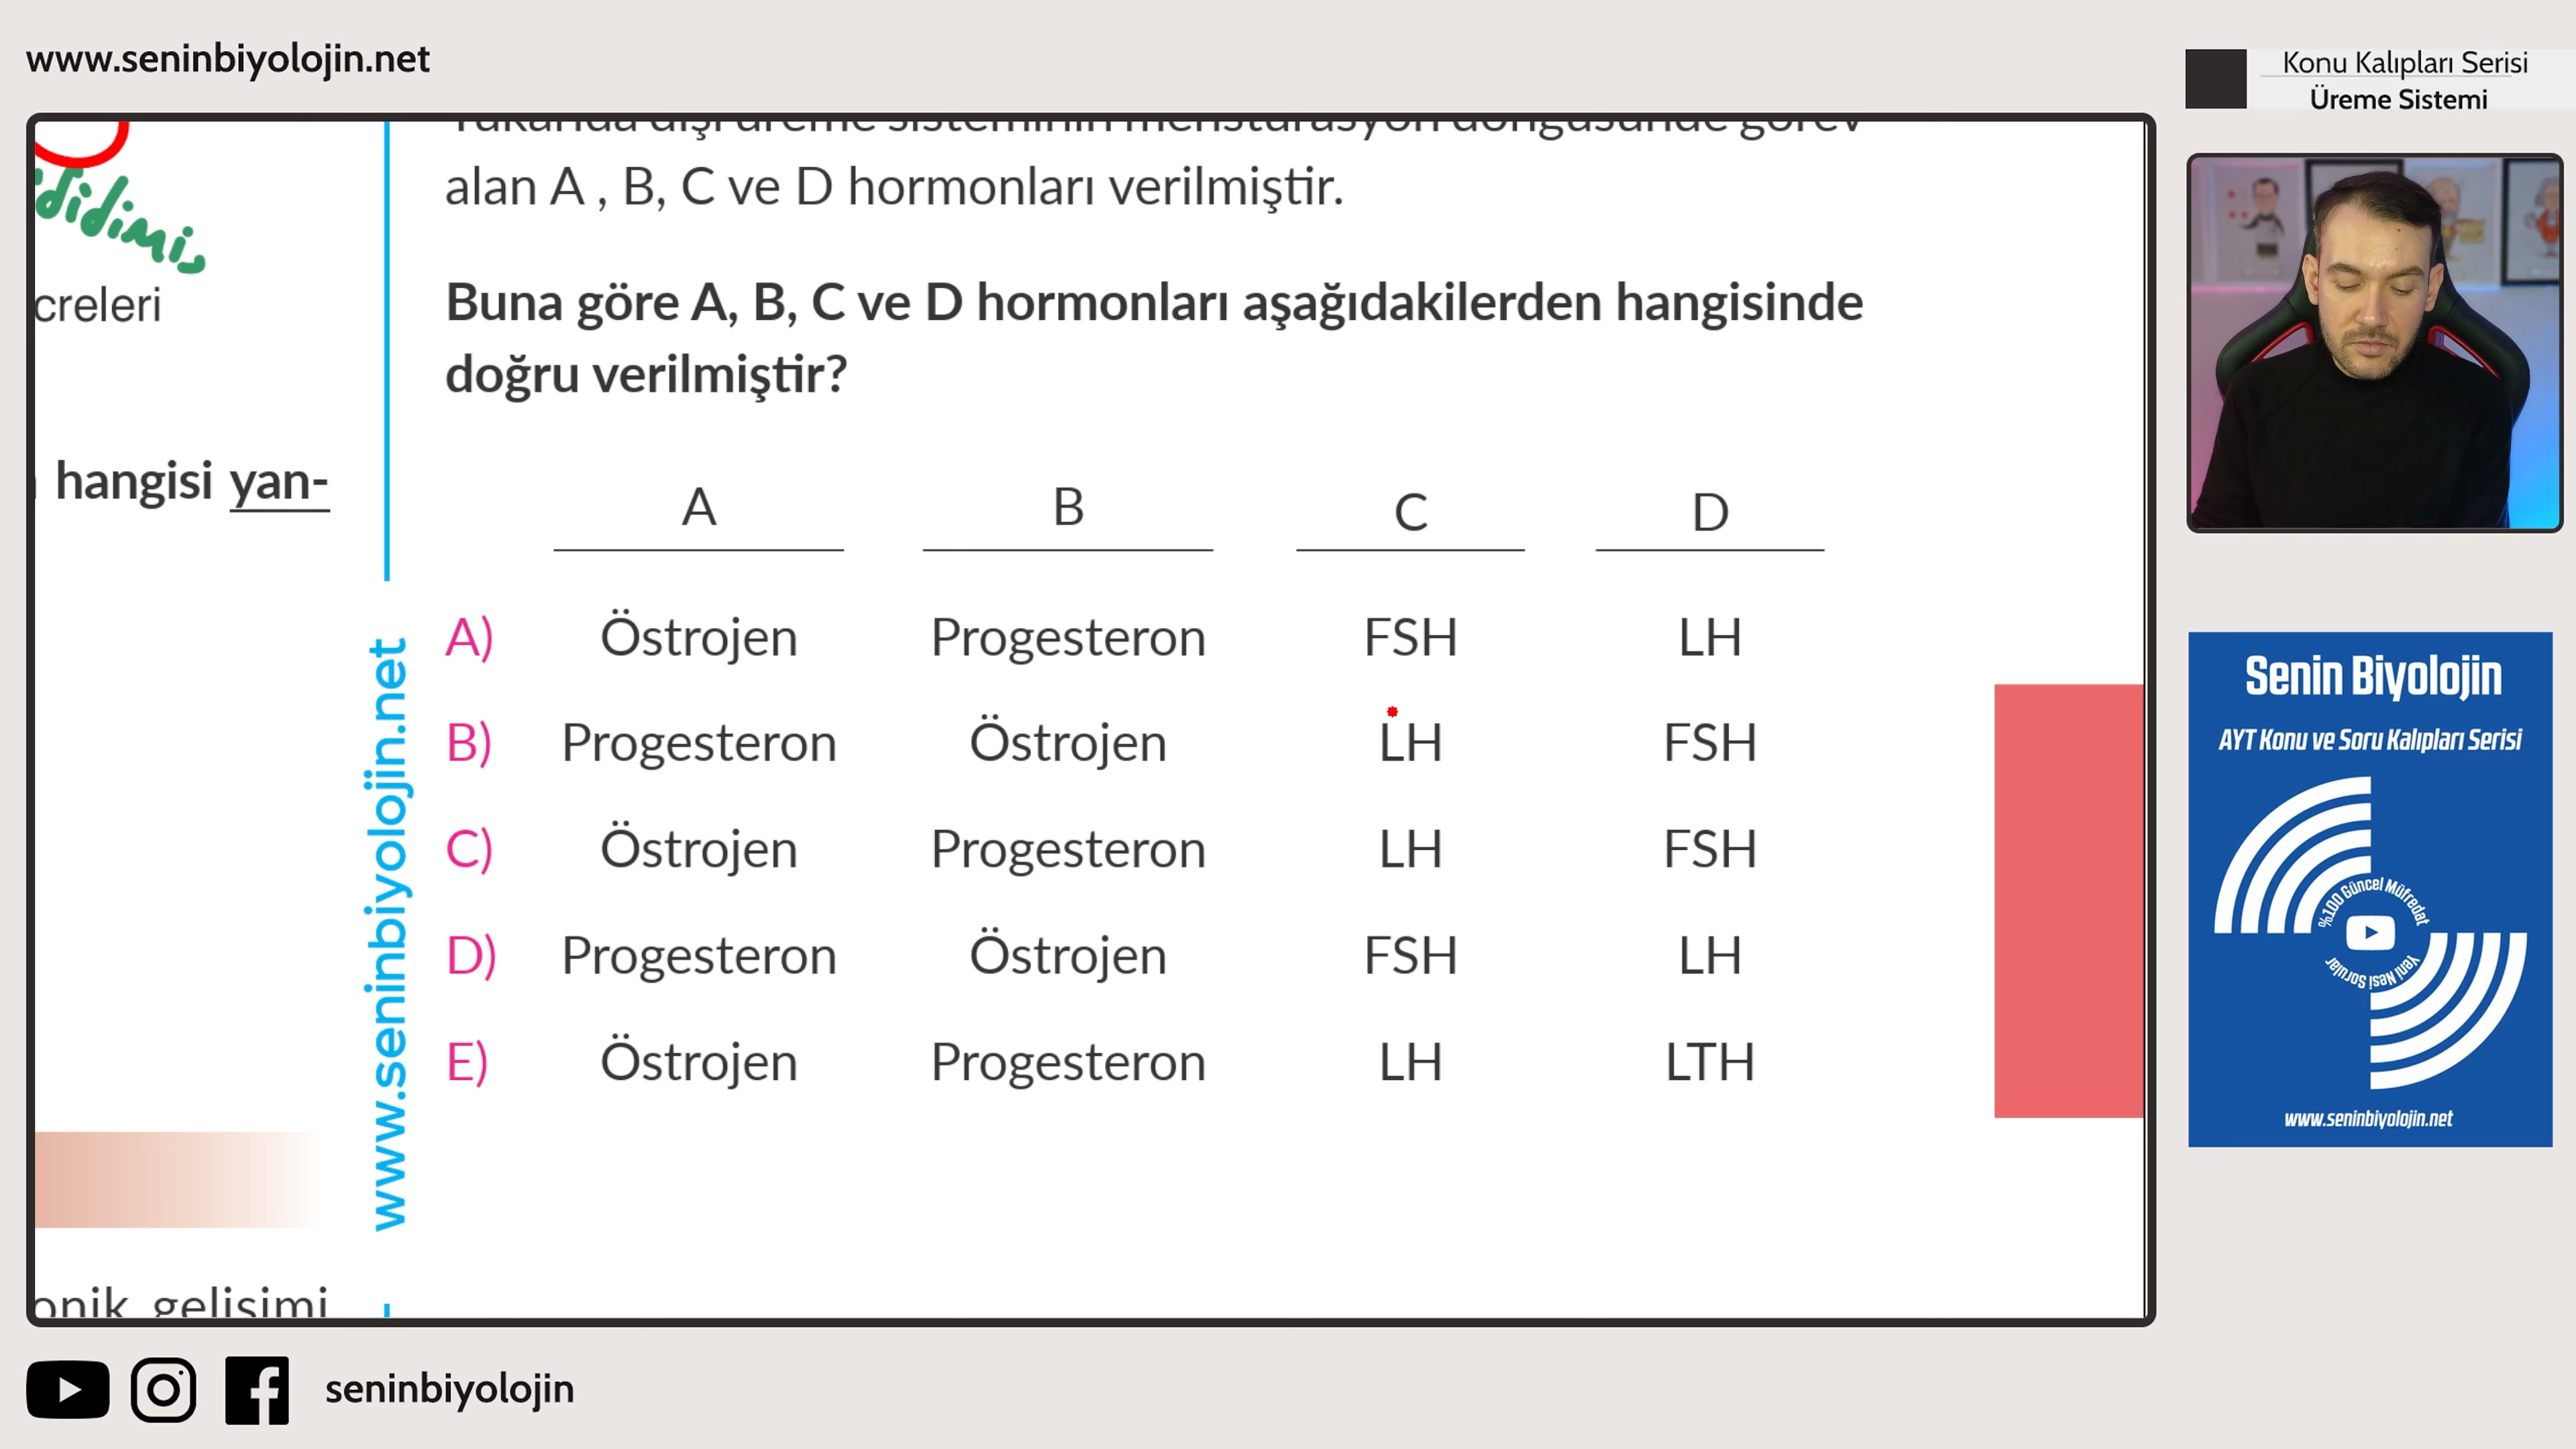 www.seninbiyolojin.net
Konu Kalıpları Serisi
Üreme Sistemi
alan A , B, C ve D hormonları verilmiştir.
Buna göre A, B, C ve D hormonları aşağıdakilerden hangisinde
doğru verilmiştir?
creleri
hangisi yan-
A B C D
A) Östrojen Progesteron FSH LH
B) Progesteron Östrojen LH FSH
C) Östrojen Progesteron LH FSH
D) Progesteron Östrojen FSH LH
E) Östrojen Progesteron LH LTH
www.seninbiyolojin.net
onik gelişimi
Senin Biyolojin
AYT Konu ve Soru Kalıpları Serisi
%100 Güncel Müfredat
Yeni Nesil Sorular
www.seninbiyolojin.net
seninbiyolojin